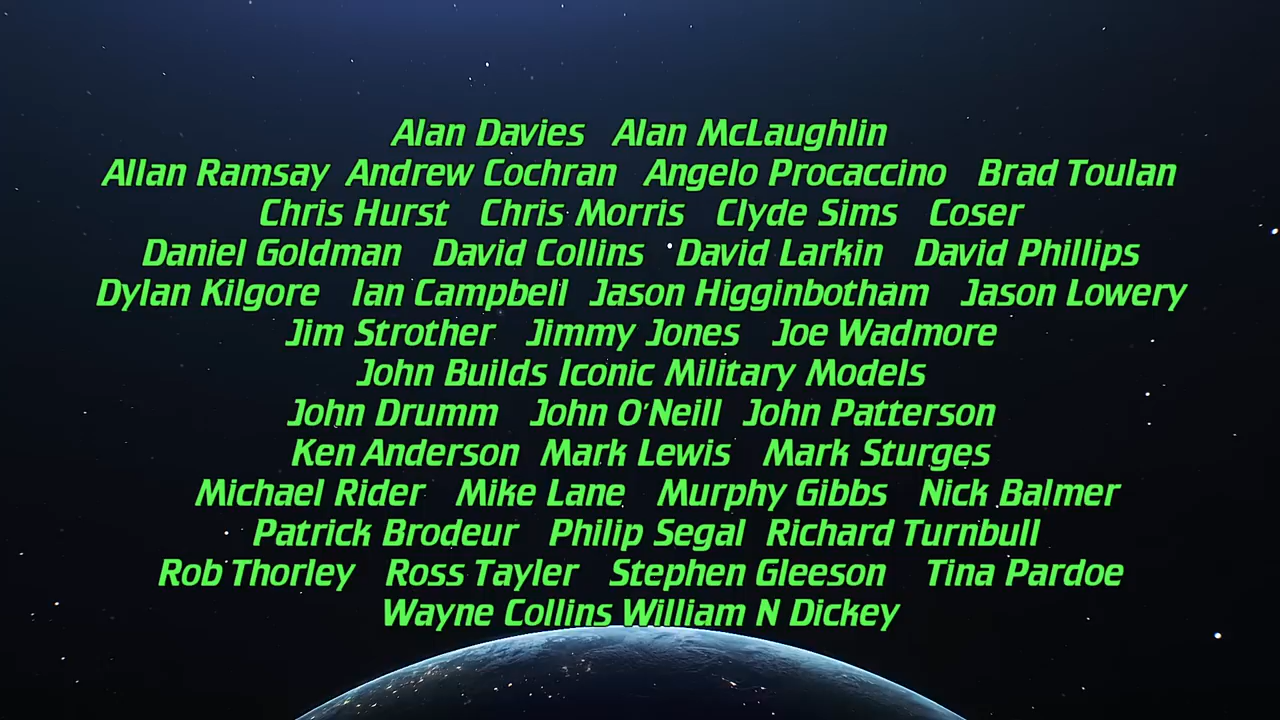 Alan Davies Alan McLaughlin
Allan Ramsay Andrew Cochran Angelo Procaccino Brad Toulan
Chris Hurst Chris Morris Clyde Sims Coser
Daniel Goldman David Collins David Larkin David Phillips
Dylan Kilgore Ian Campbell Jason Higginbotham Jason Lowery
Jim Strother Jimmy Jones Joe Wadmore
John Builds Iconic Military Models
John Drumm John O'Neill John Patterson
Ken Anderson Mark Lewis Mark Sturges
Michael Rider Mike Lane Murphy Gibbs Nick Balmer
Patrick Brodeur Philip Segal Richard Turnbull
Rob Thorley Ross Tayler Stephen Gleeson Tina Pardoe
Wayne Collins William N Dickey